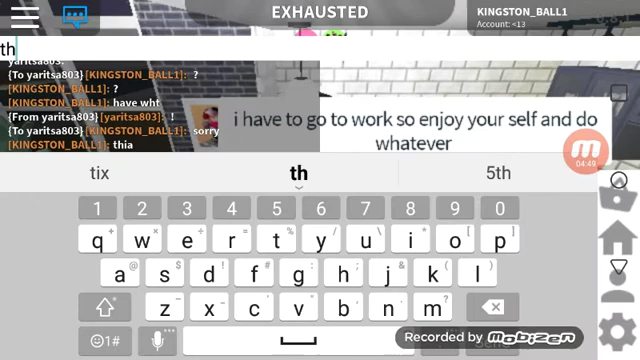 EXHAUSTED
KINGSTON_BALL1
Account: <13
th
yaritsa803:
{To yaritsa803}[KINGSTON_BALL1]: ?
[KINGSTON_BALL1]: ?
[KINGSTON_BALL1]: have wht
{From yaritsa803}[yaritsa803]: !
{To yaritsa803}[KINGSTON_BALL1]: sorry
[KINGSTON_BALL1]: thia
i have to go to work so enjoy your self and do
whatever
04:49
tix th 5th
1 2 3 4 5 6 7 8 9 0
q + w × e ÷ r = t % y / u \ i * o [ p ]
a @ s $ d ! f # g : h ; j & k ( l )
z - x ~ c " v ' b , n . m ?
☺1#
Recorded by mobizen